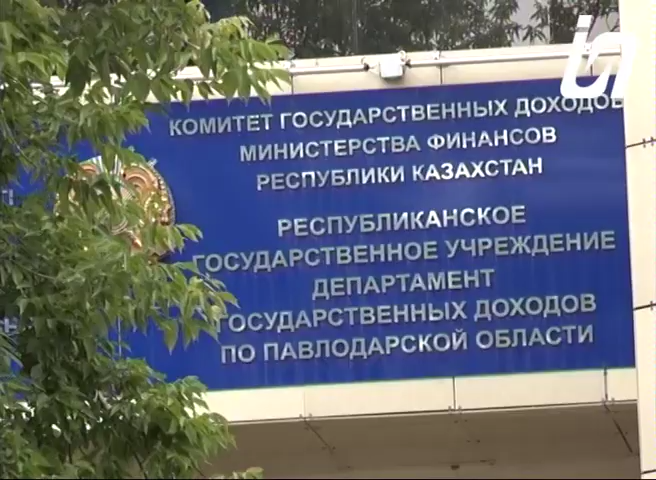 КОМИТЕТ ГОСУДАРСТВЕННЫХ ДОХОДОВ
МИНИСТЕРСТВА ФИНАНСОВ
РЕСПУБЛИКИ КАЗАХСТАН
РЕСПУБЛИКАНСКОЕ
ГОСУДАРСТВЕННОЕ УЧРЕЖДЕНИЕ
ДЕПАРТАМЕНТ
ГОСУДАРСТВЕННЫХ ДОХОДОВ
ПО ПАВЛОДАРСКОЙ ОБЛАСТИ